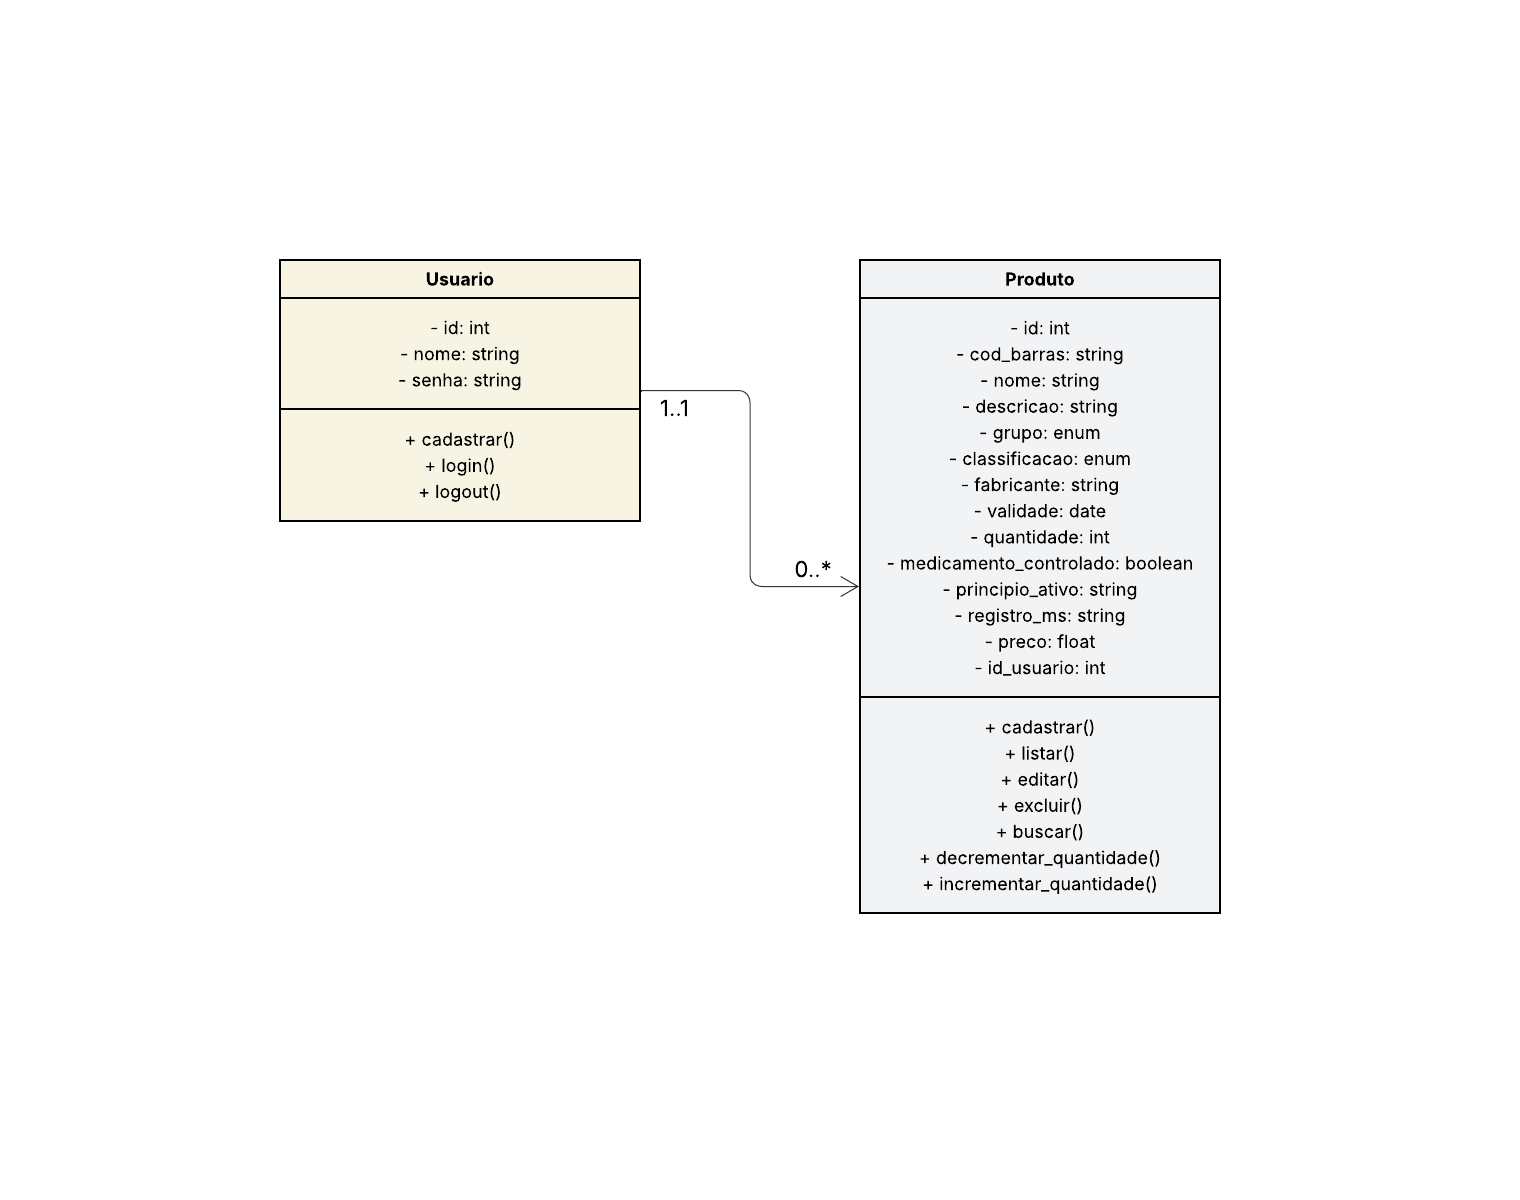 Usuario
- id: int
- nome: string
- senha: string
+ cadastrar()
+ login()
+ logout()
1..1
0..*
Produto
- id: int
- cod_barras: string
- nome: string
- descricao: string
- grupo: enum
- classificacao: enum
- fabricante: string
- validade: date
- quantidade: int
- medicamento_controlado: boolean
- principio_ativo: string
- registro_ms: string
- preco: float
- id_usuario: int
+ cadastrar()
+ listar()
+ editar()
+ excluir()
+ buscar()
+ decrementar_quantidade()
+ incrementar_quantidade()